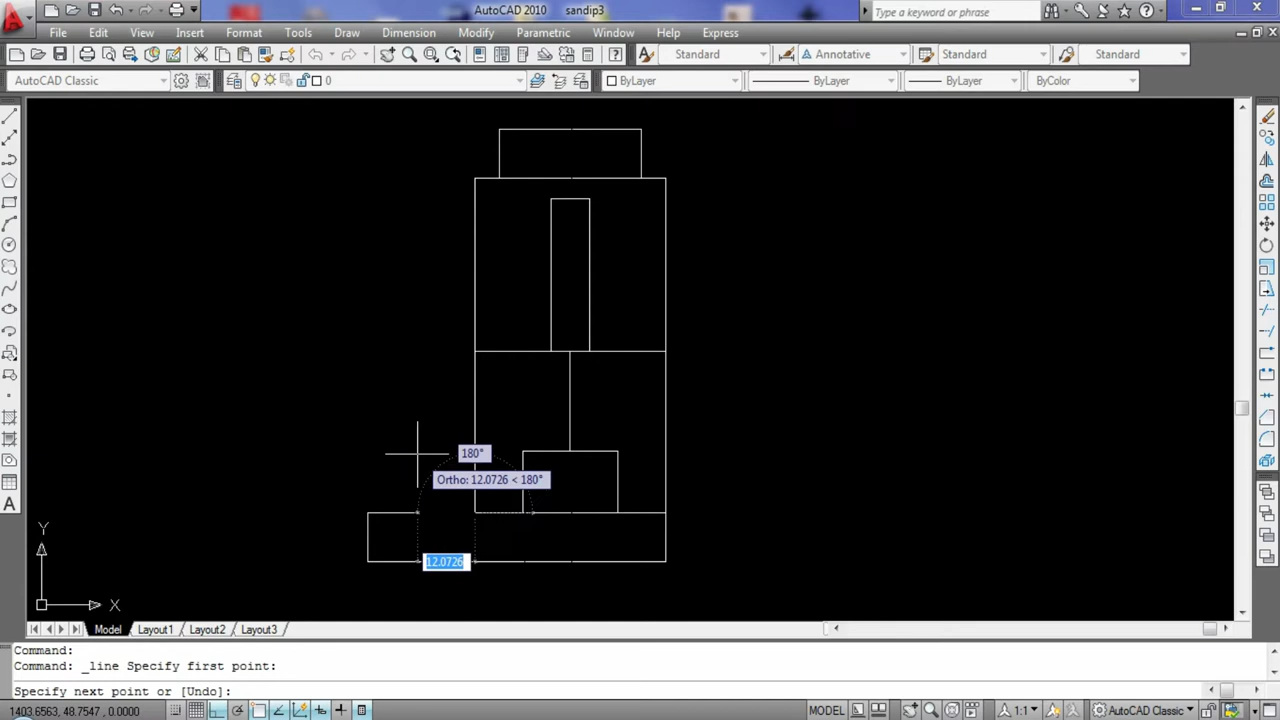 AutoCAD 2010 sandip3
Type a keyword or phrase
File Edit View Insert Format Tools Draw Dimension Modify Parametric Window Help Express
Standard Annotative Standard Standard
AutoCAD Classic 0 ByLayer ByLayer ByLayer ByColor
180°
Ortho: 12.0726 < 180°
12.0726
Y
X
Model Layout1 Layout2 Layout3
Command:
Command: _line Specify first point:
Specify next point or [Undo]:
1403.6563, 48.7547 , 0.0000 MODEL 1:1 AutoCAD Classic